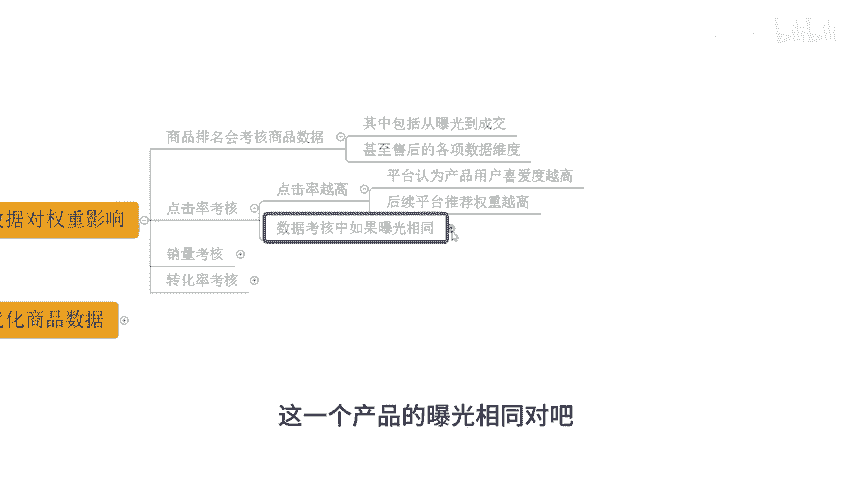 bilibili
商品排名会考核商品数据
其中包括从曝光到成交
甚至售后的各项数据维度
点击率考核
点击率越高
平台认为产品用户喜爱度越高
后续平台推荐权重越高
数据考核中如果曝光相同
销量考核
转化率考核
据对权重影响
化商品数据
这一个产品的曝光相同对吧